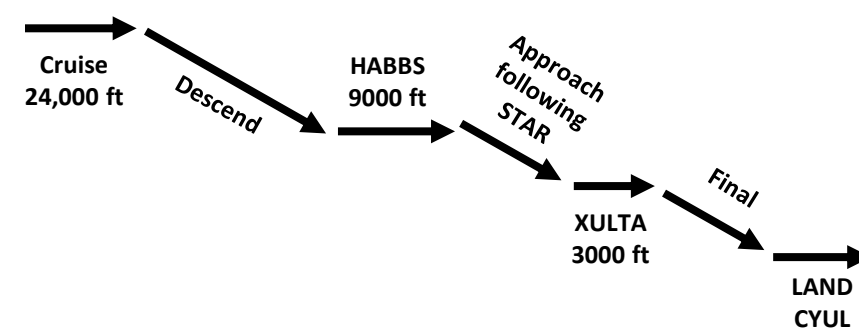 Cruise
24,000 ft
Descend
HABBS
9000 ft
Approach
following
STAR
XULTA
3000 ft
Final
LAND
CYUL